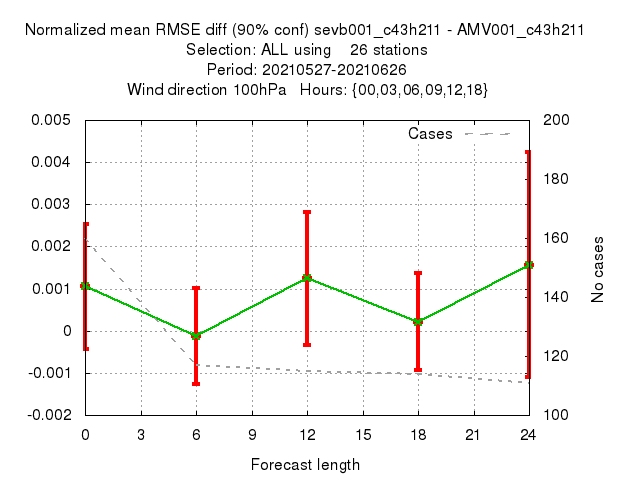 Normalized mean RMSE diff (90% conf) sevb001_c43h211 - AMV001_c43h211
Selection: ALL using    26 stations
Period: 20210527-20210626
Wind direction 100hPa   Hours: {00,03,06,09,12,18}
Cases
0.005
0.004
0.003
0.002
0.001
0
-0.001
-0.002
200
180
160
140
120
100
No cases
0 3 6 9 12 15 18 21 24
Forecast length